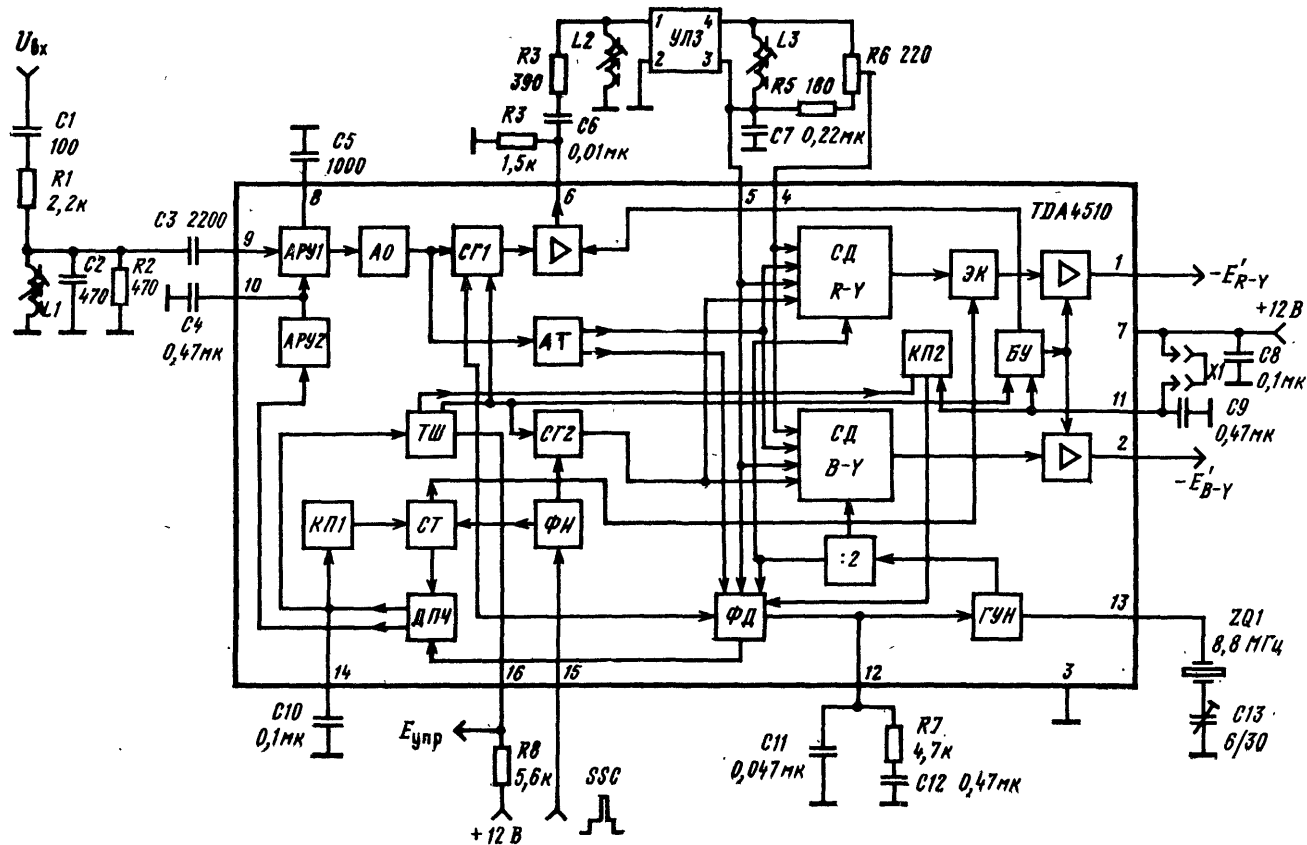 Uвх
C1
100
R1
2,2к
L1
C2
470
R2
470
C3 2200
C4
0,47мк
C5
1000
R3
390
R3
1,5к
C6
0,01мк
L2
1
2
УЛЗ
4
3
L3
R5 180
R6 220
C7 0,22мк
8
6
5
4
TDA4510
9
10
АРУ1
АО
СГ1
АРУ2
АТ
СД
R-Y
ЭК
1
-E'R-Y
+12 В
7
КП2
БУ
X1
C8
0,1мк
11
C9
0,47мк
ТШ
СГ2
СД
B-Y
2
-E'B-Y
КП1
СТ
ФИ
:2
ДПЧ
ФД
ГУН
13
ZQ1
8,8 МГц
14
16
15
12
3
C10
0,1мк
Eупр
R8
5,6к
+12 В
SSC
C11
0,047мк
R7
4,7к
C12 0,47мк
C13
6/30